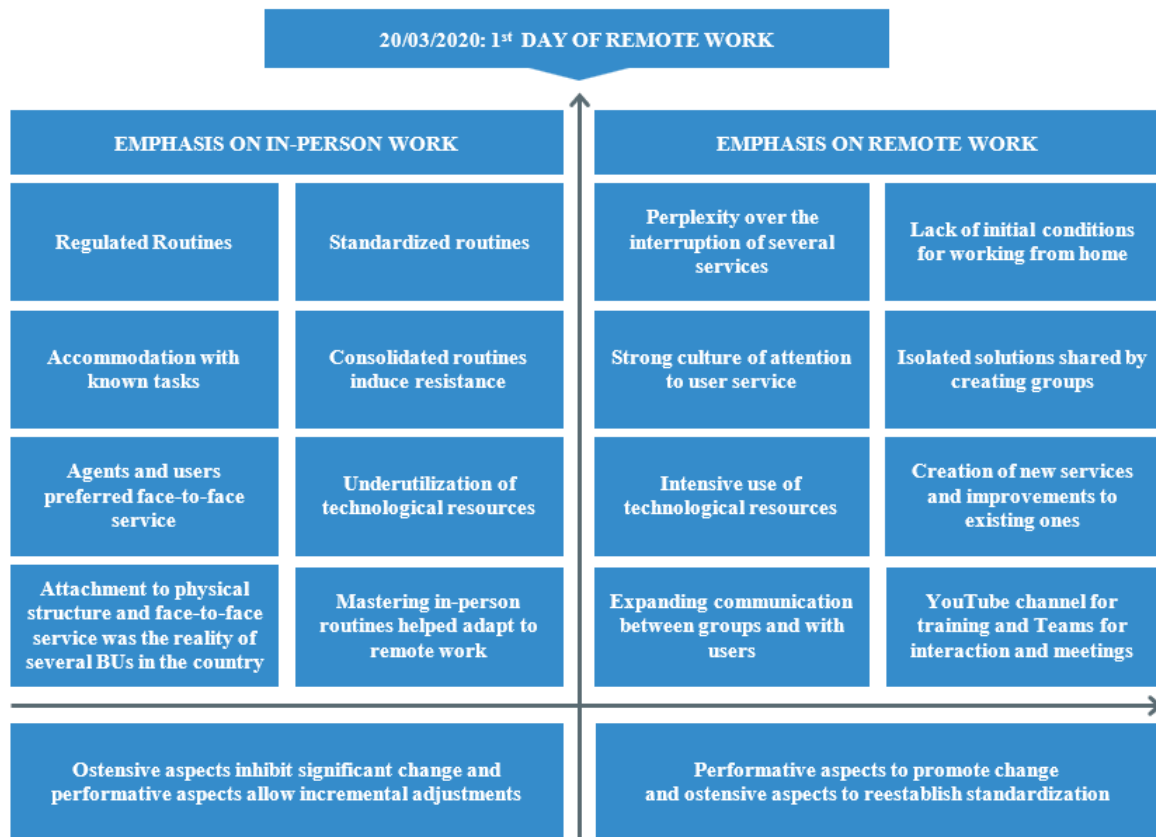 20/03/2020: 1st DAY OF REMOTE WORK
EMPHASIS ON IN-PERSON WORK
EMPHASIS ON REMOTE WORK
Regulated Routines
Standardized routines
Perplexity over the
interruption of several
services
Lack of initial conditions
for working from home
Accommodation with
known tasks
Consolidated routines
induce resistance
Strong culture of attention
to user service
Isolated solutions shared by
creating groups
Agents and users
preferred face-to-face
service
Underutilization of
technological resources
Intensive use of
technological resources
Creation of new services
and improvements to
existing ones
Attachment to physical
structure and face-to-face
service was the reality of
several BUs in the country
Mastering in-person
routines helped adapt to
remote work
Expanding communication
between groups and with
users
YouTube channel for
training and Teams for
interaction and meetings
Ostensive aspects inhibit significant change and
performative aspects allow incremental adjustments
Performative aspects to promote change
and ostensive aspects to reestablish standardization